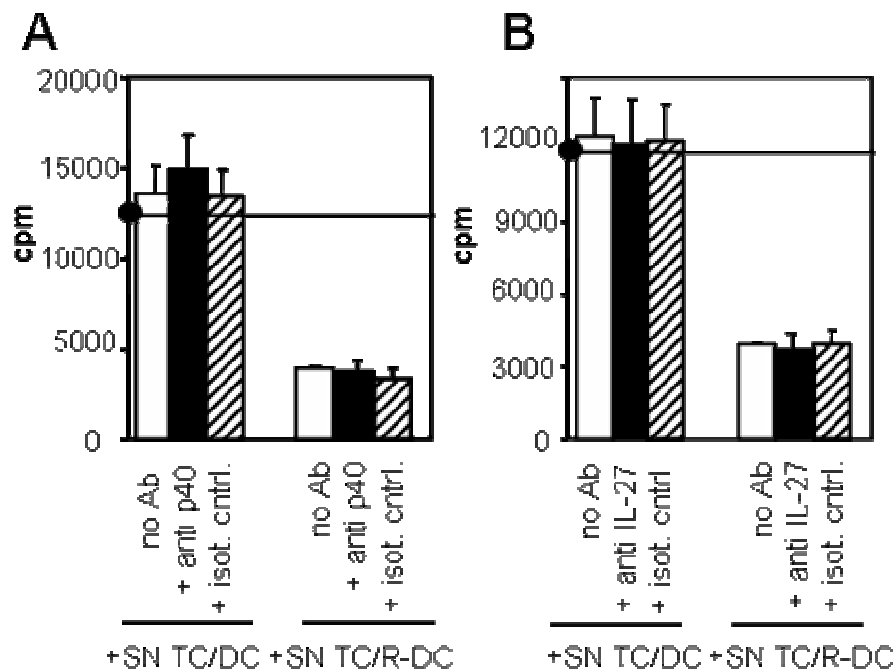 A
20000
15000
10000
5000
0
cpm
no Ab
+ anti p40
+ isot. cntrl.
no Ab
+ anti p40
+ isot. cntrl.
+SN TC/DC
+SN TC/R-DC
B
12000
9000
6000
3000
0
cpm
no Ab
+ anti IL-27
+ isot. cntrl
no Ab
+ anti IL-27
+ isot. cntrl.
+SN TC/DC
+SN TC/R-DC